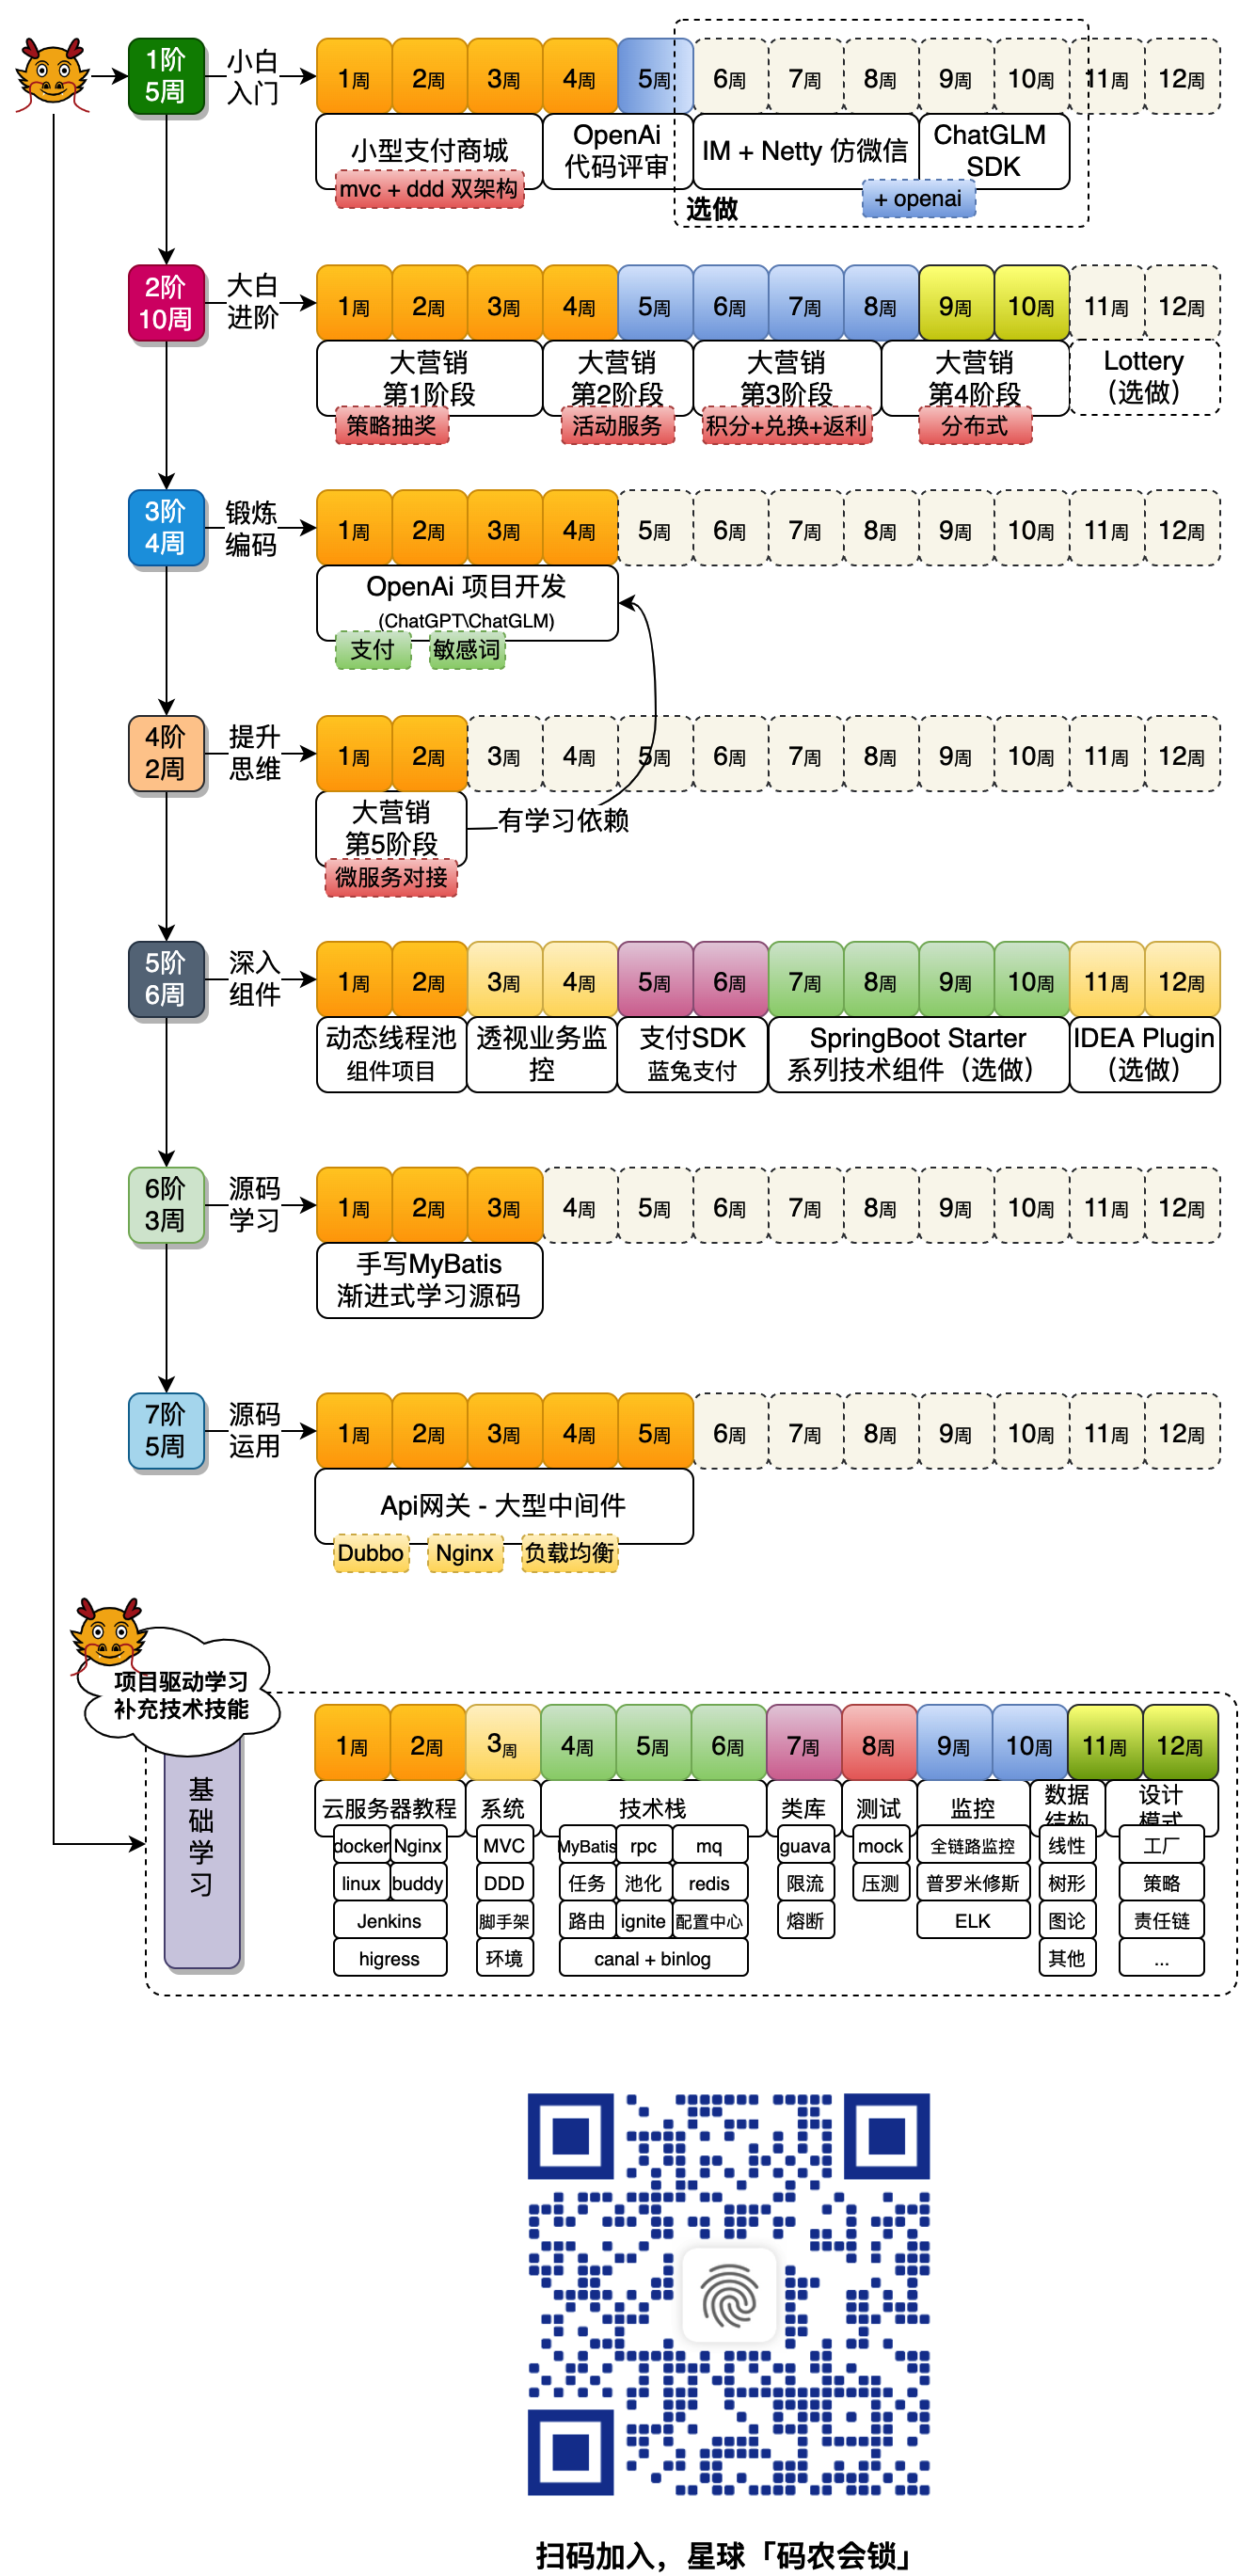 1阶
5周
小白
入门
1周 2周 3周 4周 5周 6周 7周 8周 9周 10周 11周 12周
小型支付商城
mvc + ddd 双架构
OpenAi
代码评审
IM + Netty 仿微信
ChatGLM
SDK
+ openai
选做
2阶
10周
大白
进阶
1周 2周 3周 4周 5周 6周 7周 8周 9周 10周 11周 12周
大营销
第1阶段
策略抽奖
大营销
第2阶段
活动服务
大营销
第3阶段
积分+兑换+返利
大营销
第4阶段
分布式
Lottery
（选做）
3阶
4周
锻炼
编码
1周 2周 3周 4周 5周 6周 7周 8周 9周 10周 11周 12周
OpenAi 项目开发
(ChatGPT\ChatGLM)
支付 敏感词
4阶
2周
提升
思维
1周 2周 3周 4周 5周 6周 7周 8周 9周 10周 11周 12周
大营销
第5阶段
微服务对接
有学习依赖
5阶
6周
深入
组件
1周 2周 3周 4周 5周 6周 7周 8周 9周 10周 11周 12周
动态线程池
组件项目
透视业务监
控
支付SDK
蓝兔支付
SpringBoot Starter
系列技术组件（选做）
IDEA Plugin
（选做）
6阶
3周
源码
学习
1周 2周 3周 4周 5周 6周 7周 8周 9周 10周 11周 12周
手写MyBatis
渐进式学习源码
7阶
5周
源码
运用
1周 2周 3周 4周 5周 6周 7周 8周 9周 10周 11周 12周
Api网关 - 大型中间件
Dubbo Nginx 负载均衡
项目驱动学习
补充技术技能
基
础
学
习
1周 2周 3周 4周 5周 6周 7周 8周 9周 10周 11周 12周
云服务器教程
docker Nginx
linux buddy
Jenkins
higress
系统
MVC
DDD
脚手架
环境
技术栈
MyBatis rpc mq
任务 池化 redis
路由 ignite 配置中心
canal + binlog
类库
guava
限流
熔断
测试
mock
压测
监控
全链路监控
普罗米修斯
ELK
数据
结构
线性
树形
图论
其他
设计
模式
工厂
策略
责任链
...
扫码加入，星球「码农会锁」